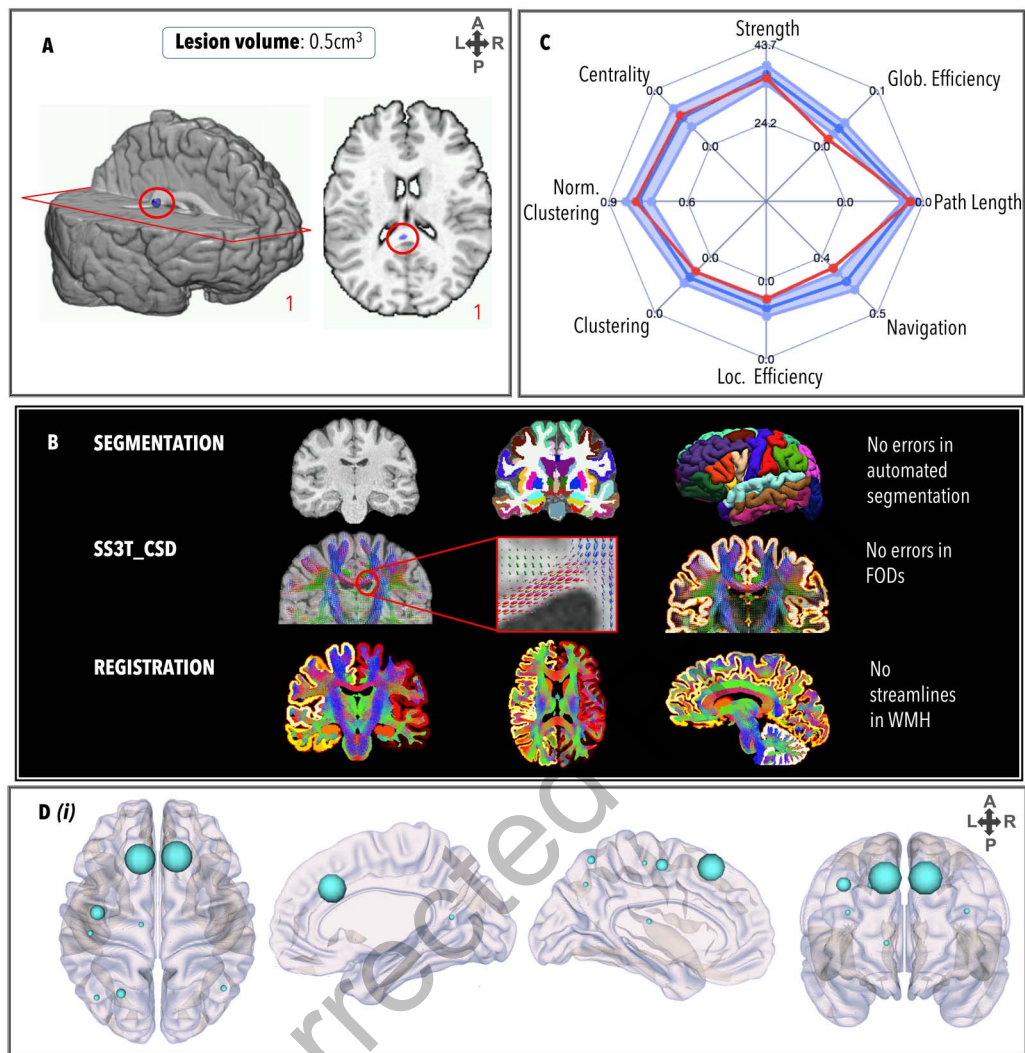 A
Lesion volume: 0.5cm³
A
L R
P
1
1
C
Strength
43.7
Centrality
0.0
Glob. Efficiency
0.1
24.2
0.0
0.0
Norm.
Clustering
0.9
0.6
0.0
0.0
Path Length
0.0
0.4
0.0
Clustering
0.0
0.5
Navigation
0.0
Loc. Efficiency
B
SEGMENTATION
No errors in
automated
segmentation
SS3T_CSD
No errors in
FODs
REGISTRATION
No
streamlines
in WMH
D (i)
A
L R
P
rrected